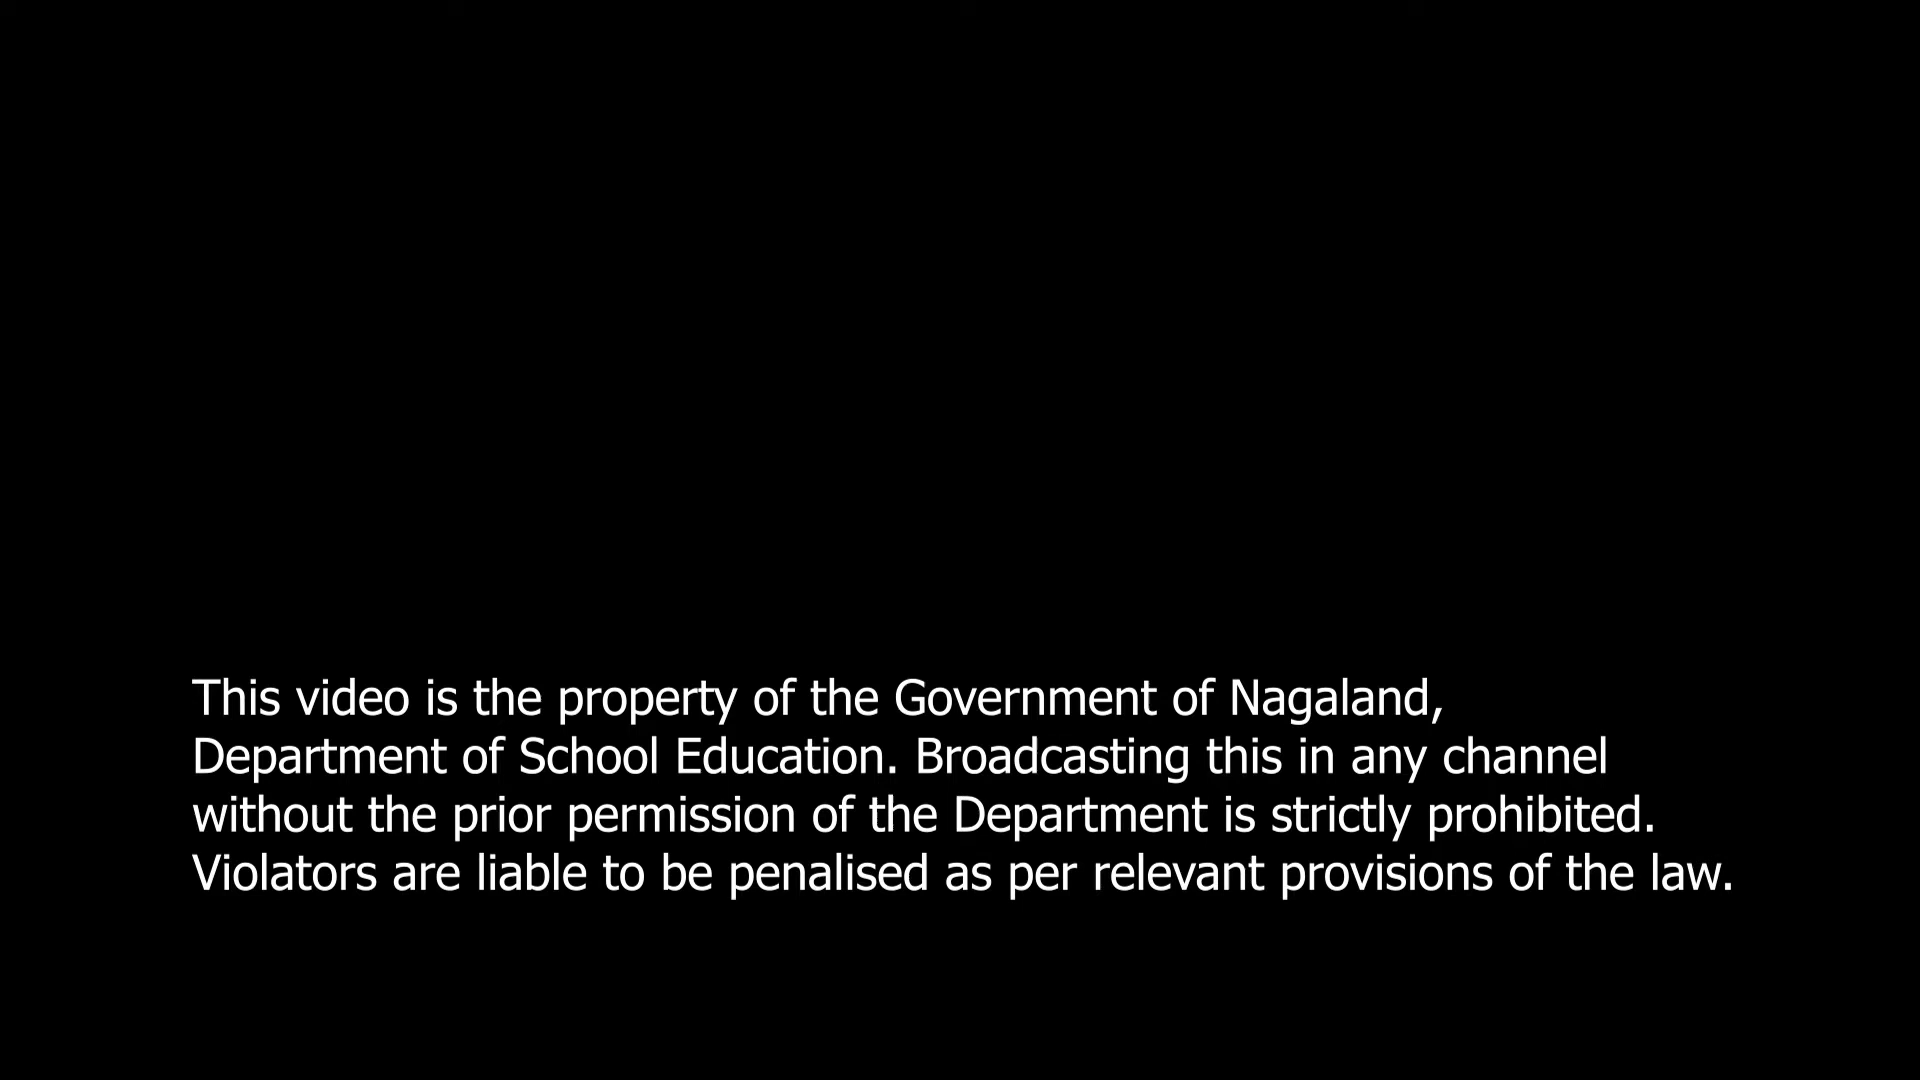 This video is the property of the Government of Nagaland,
Department of School Education. Broadcasting this in any channel
without the prior permission of the Department is strictly prohibited.
Violators are liable to be penalised as per relevant provisions of the law.